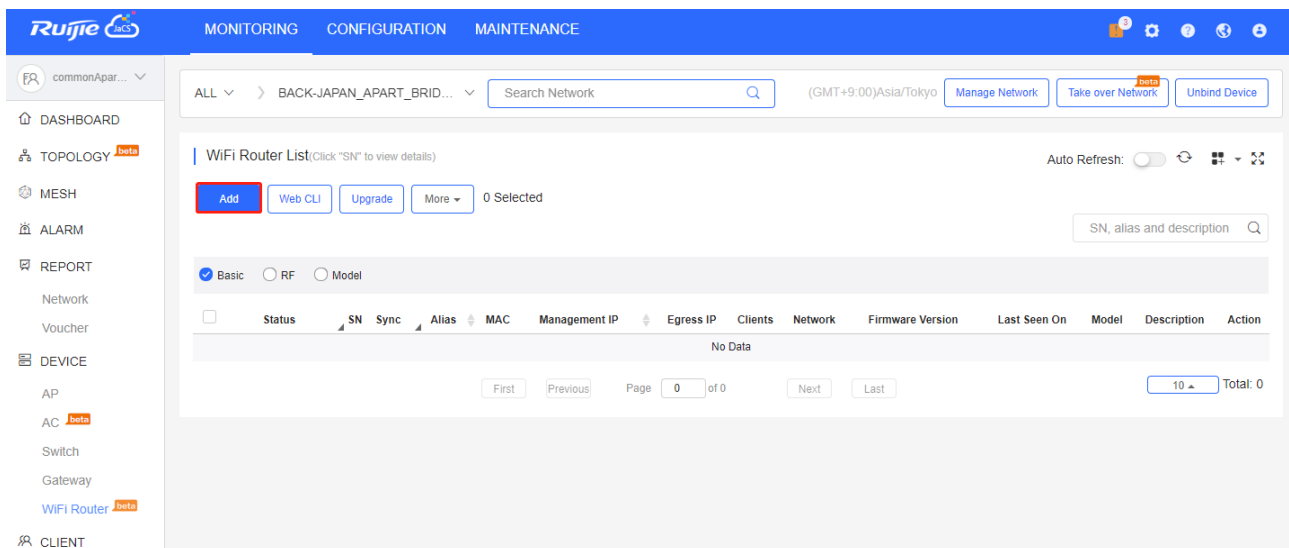 Ruijie JaCS MONITORING CONFIGURATION MAINTENANCE 3
commonApar...
ALL BACK-JAPAN_APART_BRID... Search Network (GMT+9:00)Asia/Tokyo Manage Network Take over Network beta Unbind Device
DASHBOARD
TOPOLOGY beta
MESH
ALARM
REPORT
Network
Voucher
DEVICE
AP
AC beta
Switch
Gateway
WiFi Router beta
CLIENT
WiFi Router List(Click "SN" to view details) Auto Refresh:
Add Web CLI Upgrade More 0 Selected
SN, alias and description
Basic RF Model
Status SN Sync Alias MAC Management IP Egress IP Clients Network Firmware Version Last Seen On Model Description Action
No Data
First Previous Page 0 of 0 Next Last 10 Total: 0